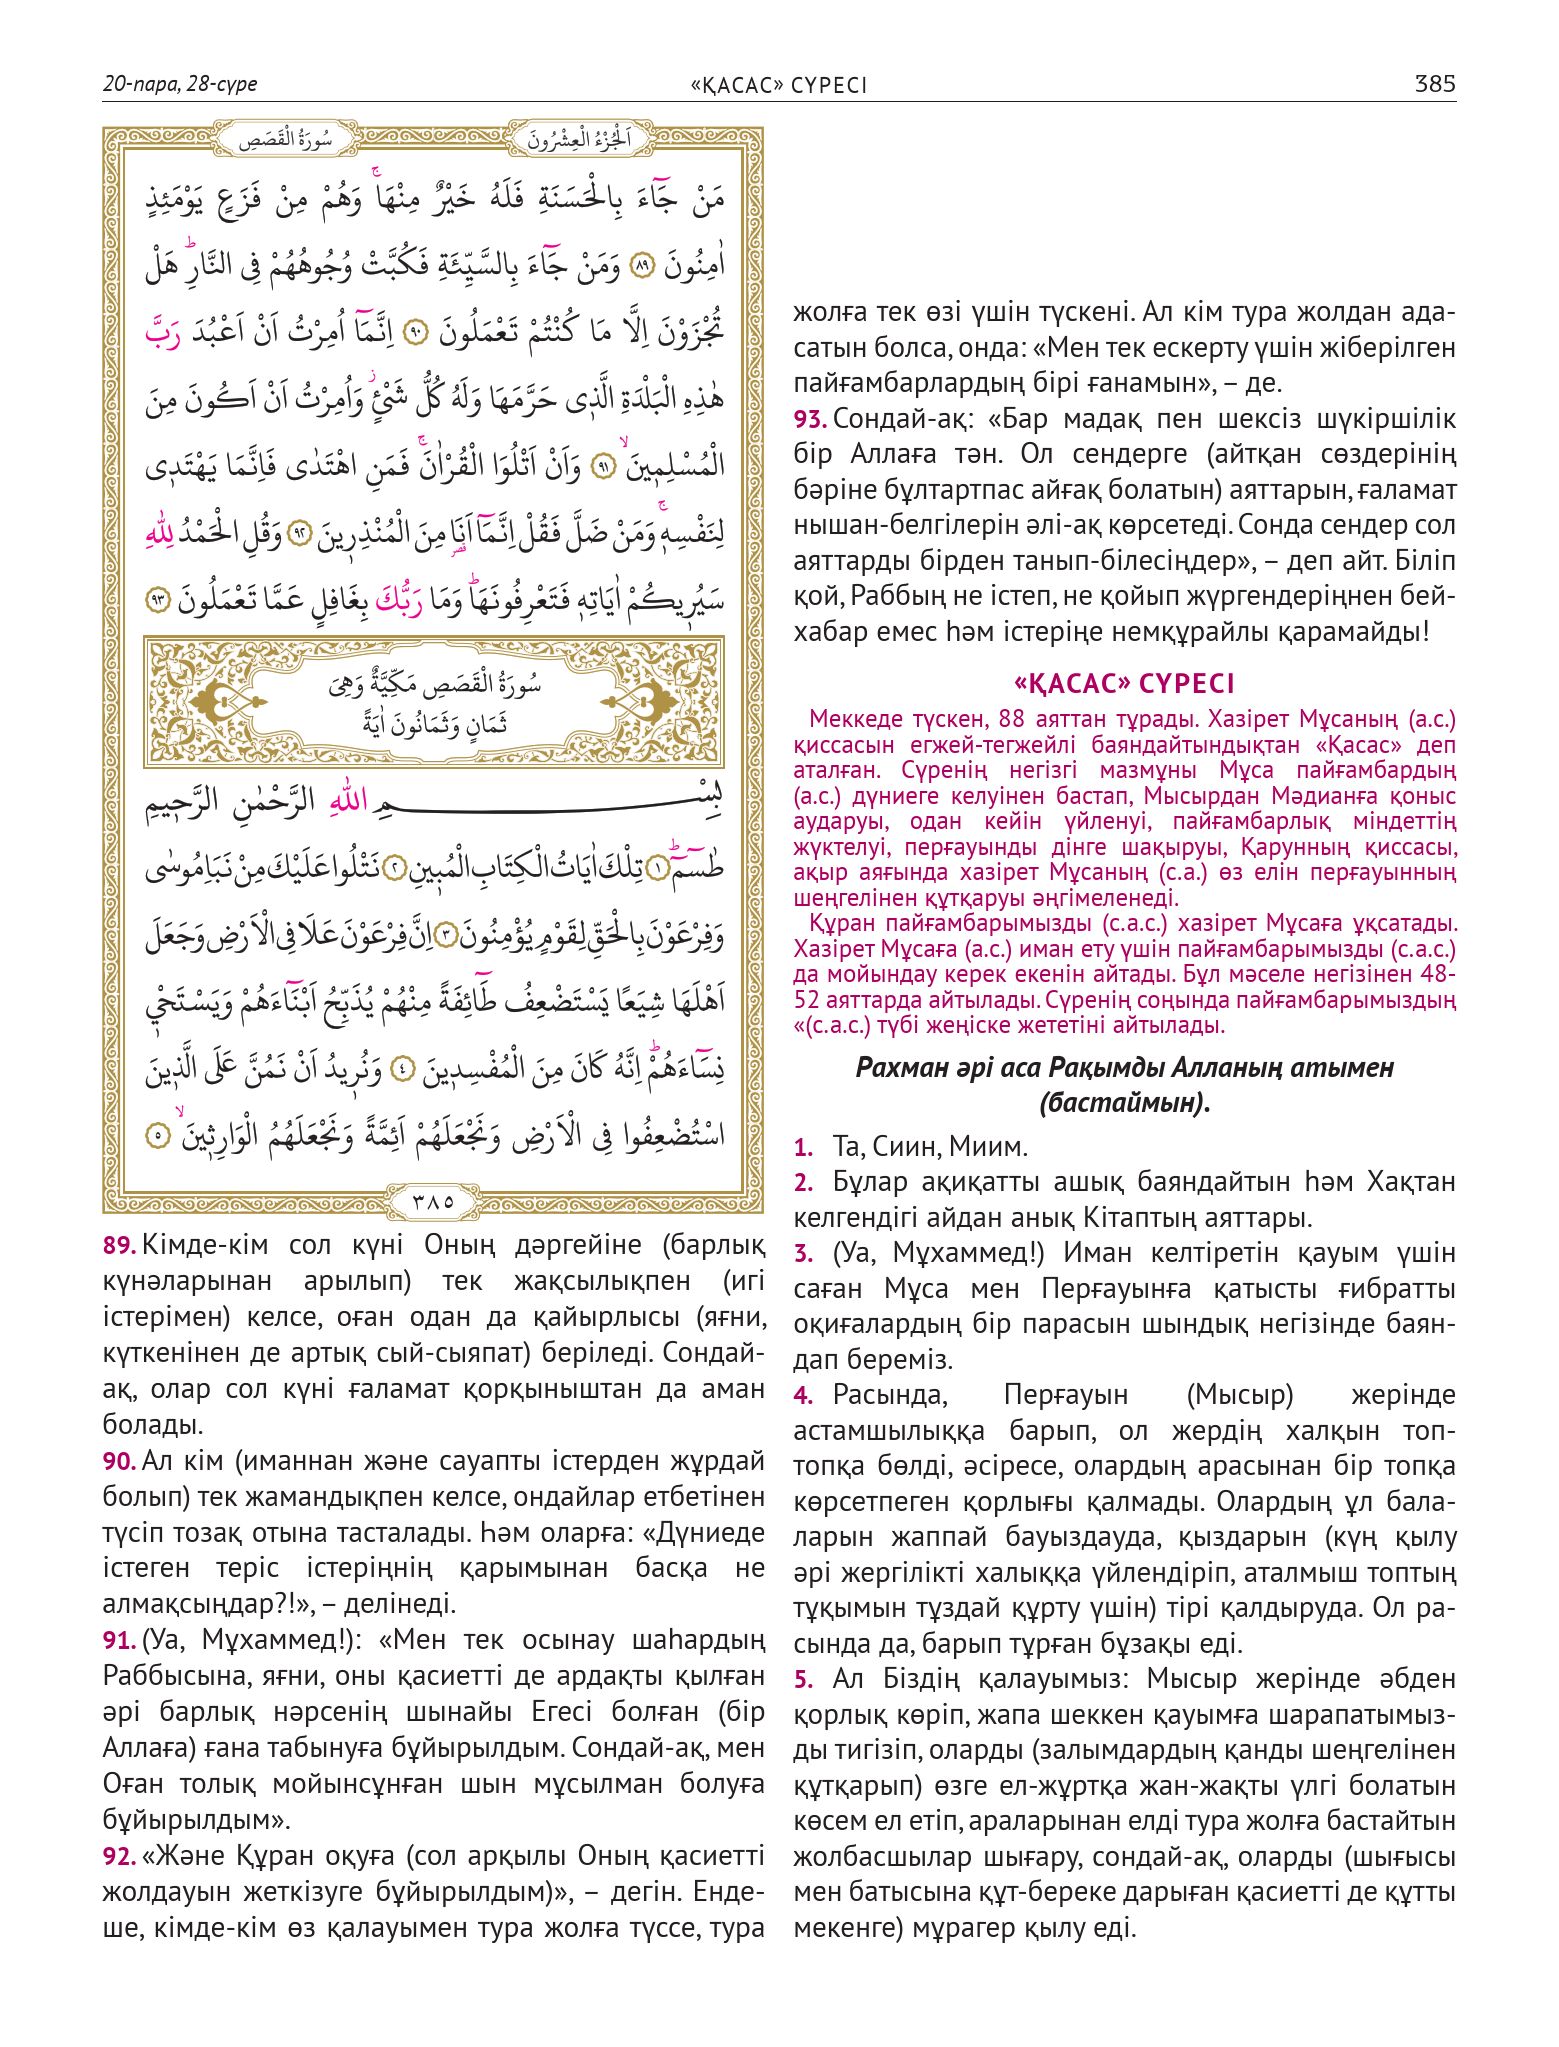 20-пара, 28-сүре
«ҚАСАС» СҮРЕСІ
385
سُورَةُ الْقَصَصِ
اَلْجُزْءُ الْعِشْرُونَ
مَنْ جَٓاءَ بِالْحَسَنَةِ فَلَهُ خَيْرٌ مِنْهَاۚ وَهُمْ مِنْ فَزَعٍ يَوْمَئِذٍ
اٰمِنُونَ ﴿٨٩﴾ وَمَنْ جَٓاءَ بِالسَّيِّئَةِ فَكُبَّتْ وُجُوهُهُمْ فِى النَّارِۜ هَلْ
تُجْزَوْنَ اِلَّا مَا كُنْتُمْ تَعْمَلُونَ ﴿٩٠﴾ اِنَّمَٓا اُمِرْتُ اَنْ اَعْبُدَ رَبَّ
هٰذِهِ الْبَلْدَةِ الَّذ۪ى حَرَّمَهَا وَلَهُ كُلُّ شَىْءٍۘ وَاُمِرْتُ اَنْ اَكُونَ مِنَ
الْمُسْلِم۪ينَۙ ﴿٩١﴾ وَاَنْ اَتْلُوَا الْقُرْاٰنَۚ فَمَنِ اهْتَدٰى فَاِنَّمَا يَهْتَد۪ى
لِنَفْسِه۪ۚ وَمَنْ ضَلَّ فَقُلْ اِنَّمَٓا اَنَا۬ مِنَ الْمُنْذِر۪ينَ ﴿٩٢﴾ وَقُلِ الْحَمْدُ لِلّٰهِ
سَيُر۪يكُمْ اٰيَاتِه۪ فَتَعْرِفُونَهَاۜ وَمَا رَبُّكَ بِغَافِلٍ عَمَّا تَعْمَلُونَ ﴿٩٣﴾
سُورَةُ الْقَصَصِ مَكِّيَّةٌ وَهِىَ
ثَمَانٍ وَثَمَانُونَ اٰيَةً
بِسْمِ اللّٰهِ الرَّحْمٰنِ الرَّح۪يمِ
طٰسٓمٓۜ ﴿١﴾ تِلْكَ اٰيَاتُ الْكِتَابِ الْمُب۪ينِ ﴿٢﴾ نَتْلُوا عَلَيْكَ مِنْ نَبَاِ مُوسٰى
وَفِرْعَوْنَ بِالْحَقِّ لِقَوْمٍ يُؤْمِنُونَ ﴿٣﴾ اِنَّ فِرْعَوْنَ عَلَا فِى الْاَرْضِ وَجَعَلَ
اَهْلَهَا شِيَعًا يَسْتَضْعِفُ طَٓائِفَةً مِنْهُمْ يُذَبِّحُ اَبْنَٓاءَهُمْ وَيَسْتَحْي۪
نِسَٓاءَهُمْۜ اِنَّهُ كَانَ مِنَ الْمُفْسِد۪ينَ ﴿٤﴾ وَنُر۪يدُ اَنْ نَمُنَّ عَلَى الَّذ۪ينَ
اسْتُضْعِفُوا فِى الْاَرْضِ وَنَجْعَلَهُمْ اَئِمَّةً وَنَجْعَلَهُمُ الْوَارِث۪ينَۙ ﴿٥﴾
٣٨٥
89. Кімде-кім сол күні Оның дәргейіне (барлық
күнәларынан арылып) тек жақсылықпен (игі
істерімен) келсе, оған одан да қайырлысы (яғни,
күткенінен де артық сый-сыяпат) беріледі. Сондай-
ақ, олар сол күні ғаламат қорқыныштан да аман
болады.
90. Ал кім (иманнан және сауапты істерден жұрдай
болып) тек жамандықпен келсе, ондайлар етбетінен
түсіп тозақ отына тасталады. Һәм оларға: «Дүниеде
істеген теріс істеріңнің қарымынан басқа не
алмақсыңдар?!», – делінеді.
91. (Уа, Мұхаммед!): «Мен тек осынау шаһардың
Раббысына, яғни, оны қасиетті де ардақты қылған
әрі барлық нәрсенің шынайы Егесі болған (бір
Аллаға) ғана табынуға бұйырылдым. Сондай-ақ, мен
Оған толық мойынсұнған шын мұсылман болуға
бұйырылдым».
92. «Және Құран оқуға (сол арқылы Оның қасиетті
жолдауын жеткізуге бұйырылдым)», – дегін. Енде-
ше, кімде-кім өз қалауымен тура жолға түссе, тура
жолға тек өзі үшін түскені. Ал кім тура жолдан ада-
сатын болса, онда: «Мен тек ескерту үшін жіберілген
пайғамбарлардың бірі ғанамын», – де.
93. Сондай-ақ: «Бар мадақ пен шексіз шүкіршілік
бір Аллаға тән. Ол сендерге (айтқан сөздерінің
бәріне бұлтартпас айғақ болатын) аяттарын, ғаламат
нышан-белгілерін әлі-ақ көрсетеді. Сонда сендер сол
аяттарды бірден танып-білесіңдер», – деп айт. Біліп
қой, Раббың не істеп, не қойып жүргендеріңнен бей-
хабар емес һәм істеріңе немқұрайлы қарамайды!
«ҚАСАС» СҮРЕСІ
Меккеде түскен, 88 аяттан тұрады. Хазірет Мұсаның (а.с.)
қиссасын егжей-тегжейлі баяндайтындықтан «Қасас» деп
аталған. Сүренің негізгі мазмұны Мұса пайғамбардың
(а.с.) дүниеге келуінен бастап, Мысырдан Мәдианға қоныс
аударуы, одан кейін үйленуі, пайғамбарлық міндеттің
жүктелуі, перғауынды дінге шақыруы, Қарунның қиссасы,
ақыр аяғында хазірет Мұсаның (с.а.) өз елін перғауынның
шеңгелінен құтқаруы әңгімеленеді.
Құран пайғамбарымызды (с.а.с.) хазірет Мұсаға ұқсатады.
Хазірет Мұсаға (а.с.) иман ету үшін пайғамбарымызды (с.а.с.)
да мойындау керек екенін айтады. Бұл мәселе негізінен 48-
52 аяттарда айтылады. Сүренің соңында пайғамбарымыздың
«(с.а.с.) түбі жеңіске жететіні айтылады.
Рахман әрі аса Рақымды Алланың атымен
(бастаймын).
1. Та, Сиин, Миим.
2. Бұлар ақиқатты ашық баяндайтын һәм Хақтан
келгендігі айдан анық Кітаптың аяттары.
3. (Уа, Мұхаммед!) Иман келтіретін қауым үшін
саған Мұса мен Перғауынға қатысты ғибратты
оқиғалардың бір парасын шындық негізінде баян-
дап береміз.
4. Расында, Перғауын (Мысыр) жерінде
астамшылыққа барып, ол жердің халқын топ-
топқа бөлді, әсіресе, олардың арасынан бір топқа
көрсетпеген қорлығы қалмады. Олардың ұл бала-
ларын жаппай бауыздауда, қыздарын (күң қылу
әрі жергілікті халыққа үйлендіріп, аталмыш топтың
тұқымын тұздай құрту үшін) тірі қалдыруда. Ол ра-
сында да, барып тұрған бұзақы еді.
5. Ал Біздің қалауымыз: Мысыр жерінде әбден
қорлық көріп, жапа шеккен қауымға шарапатымыз-
ды тигізіп, оларды (залымдардың қанды шеңгелінен
құтқарып) өзге ел-жұртқа жан-жақты үлгі болатын
көсем ел етіп, араларынан елді тура жолға бастайтын
жолбасшылар шығару, сондай-ақ, оларды (шығысы
мен батысына құт-береке дарыған қасиетті де құтты
мекенге) мұрагер қылу еді.